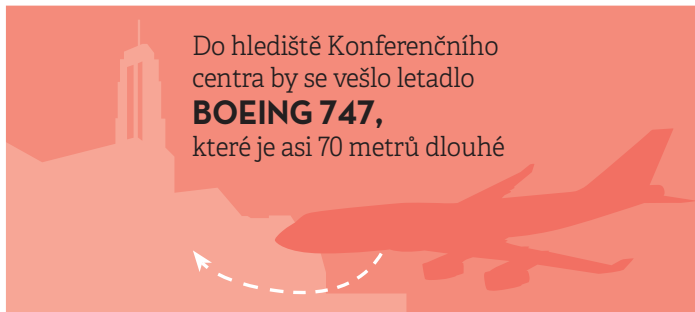 Do hlediště Konferenčního
centra by se vešlo letadlo
BOEING 747,
které je asi 70 metrů dlouhé